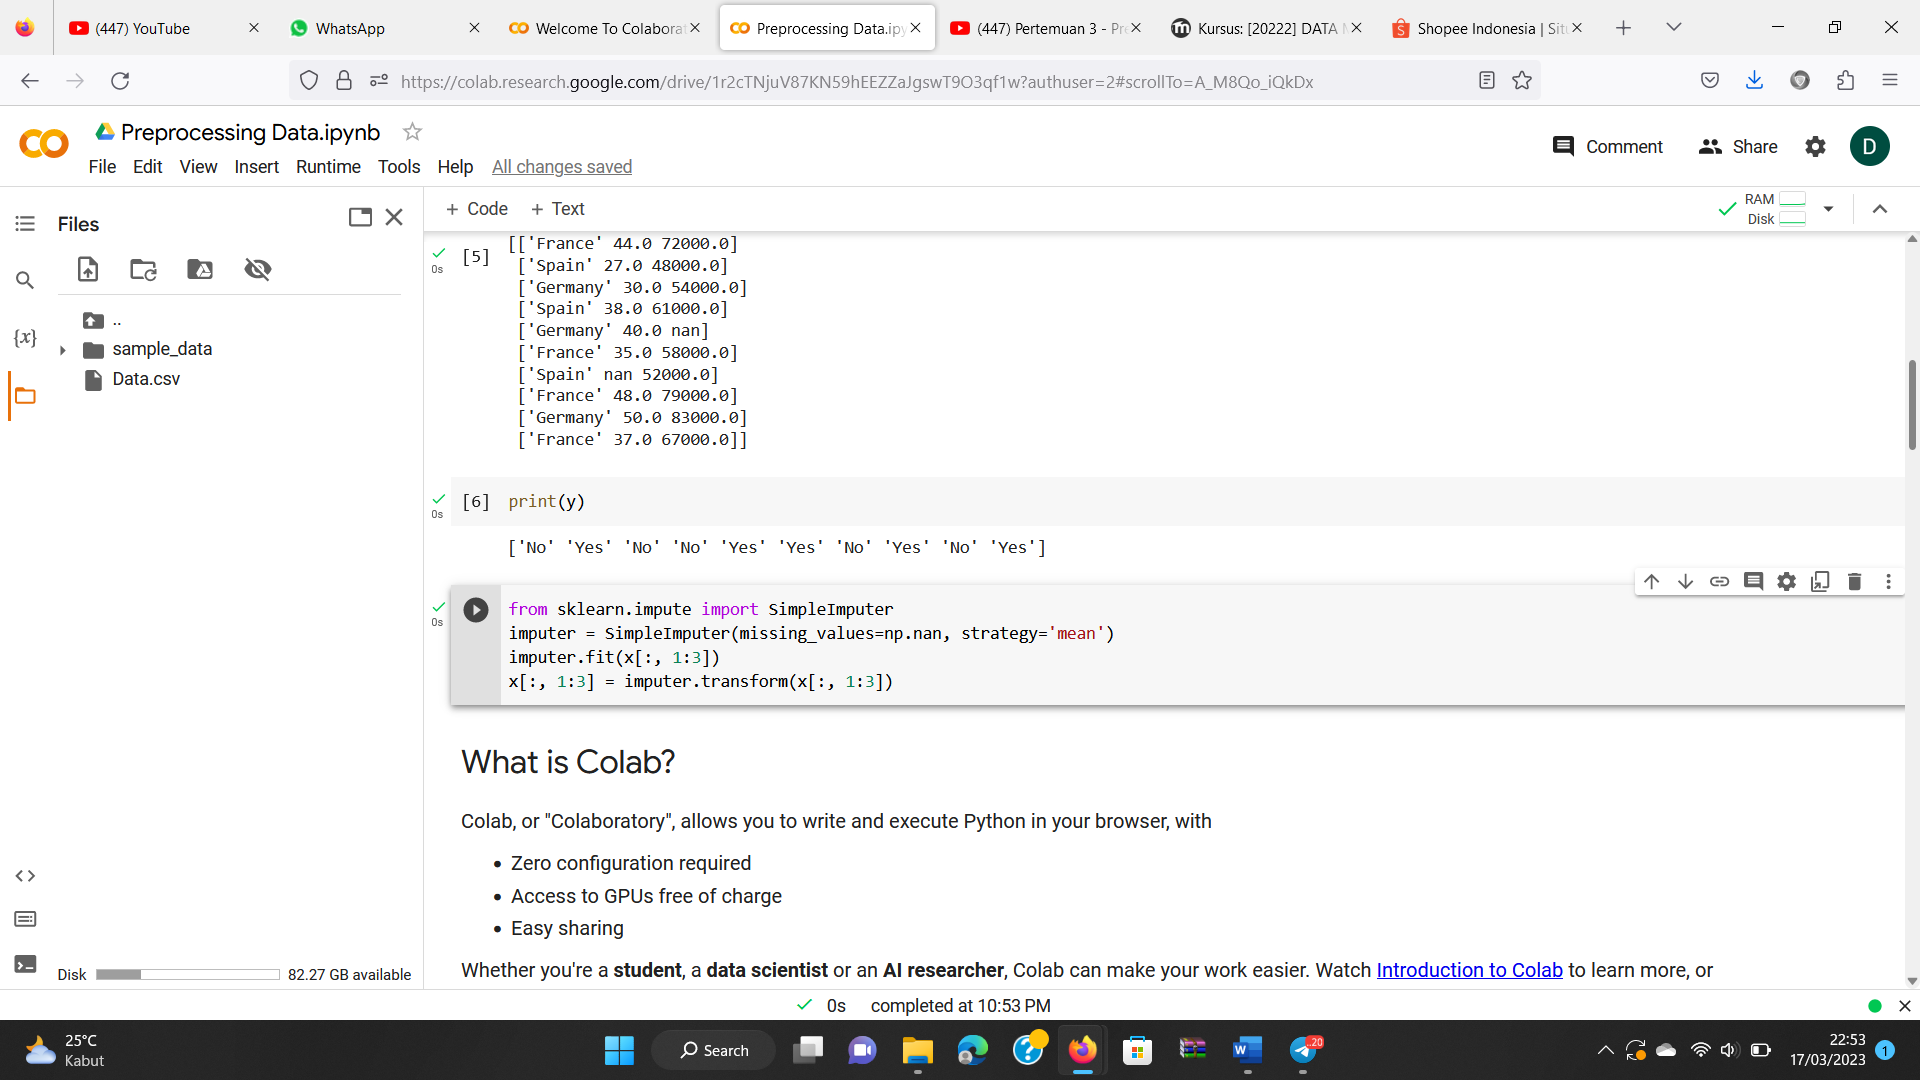 (447) YouTube
WhatsApp
Welcome To Colaborat
Preprocessing Data.ipy
(447) Pertemuan 3 - Pre
Kursus: [20222] DATA M
Shopee Indonesia | Situ
https://colab.research.google.com/drive/1r2cTNjuV87KN59hEEZZaJgswT9O3qf1w?authuser=2#scrollTo=A_M8Qo_iQkDx
Preprocessing Data.ipynb
File Edit View Insert Runtime Tools Help All changes saved
Comment Share D
Files
+ Code + Text
RAM
Disk
..
sample_data
Data.csv
[5]
0s
[['France' 44.0 72000.0]
['Spain' 27.0 48000.0]
['Germany' 30.0 54000.0]
['Spain' 38.0 61000.0]
['Germany' 40.0 nan]
['France' 35.0 58000.0]
['Spain' nan 52000.0]
['France' 48.0 79000.0]
['Germany' 50.0 83000.0]
['France' 37.0 67000.0]]
[6] print(y)
0s
['No' 'Yes' 'No' 'No' 'Yes' 'Yes' 'No' 'Yes' 'No' 'Yes']
0s
from sklearn.impute import SimpleImputer
imputer = SimpleImputer(missing_values=np.nan, strategy='mean')
imputer.fit(x[:, 1:3])
x[:, 1:3] = imputer.transform(x[:, 1:3])
What is Colab?
Colab, or "Colaboratory", allows you to write and execute Python in your browser, with
• Zero configuration required
• Access to GPUs free of charge
• Easy sharing
Whether you're a student, a data scientist or an AI researcher, Colab can make your work easier. Watch Introduction to Colab to learn more, or
Disk 82.27 GB available
0s completed at 10:53 PM
25°C
Kabut
Search
20
22:53
17/03/2023
1